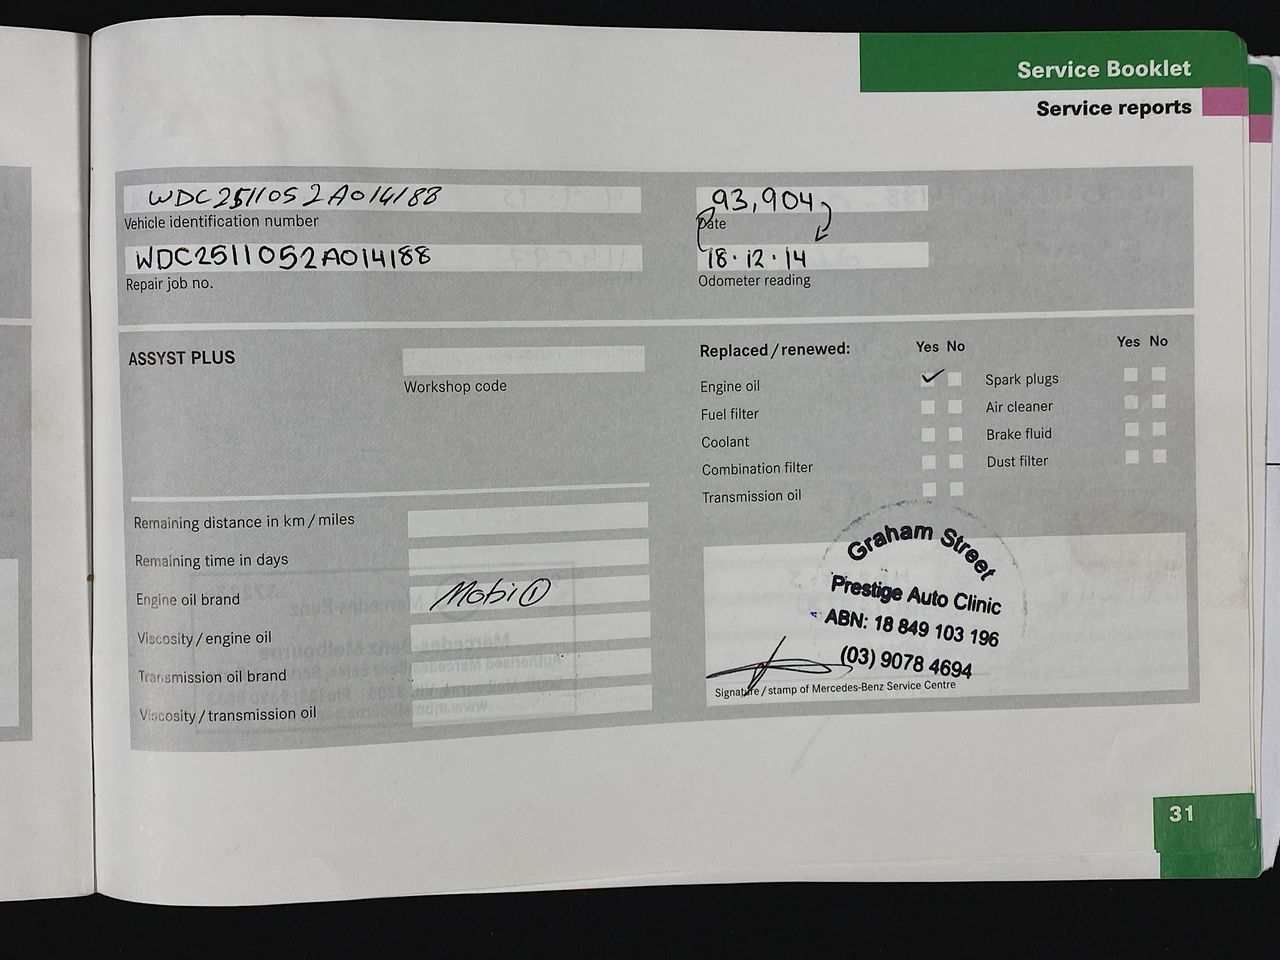 Service Booklet
Service reports
WDC2511052A014188
Vehicle identification number
WDC2511052A014188
Repair job no.
93,904
Date
18.12.14
Odometer reading
ASSYST PLUS
Workshop code
Replaced/renewed:
Yes No
Yes No
Engine oil
Spark plugs
Fuel filter
Air cleaner
Coolant
Brake fluid
Combination filter
Dust filter
Transmission oil
Remaining distance in km/miles
Remaining time in days
Engine oil brand
Mobil 1
Viscosity/engine oil
Transmission oil brand
Viscosity/transmission oil
Graham Street
Prestige Auto Clinic
ABN: 18 849 103 196
(03) 9078 4694
Signature/stamp of Mercedes-Benz Service Centre
31